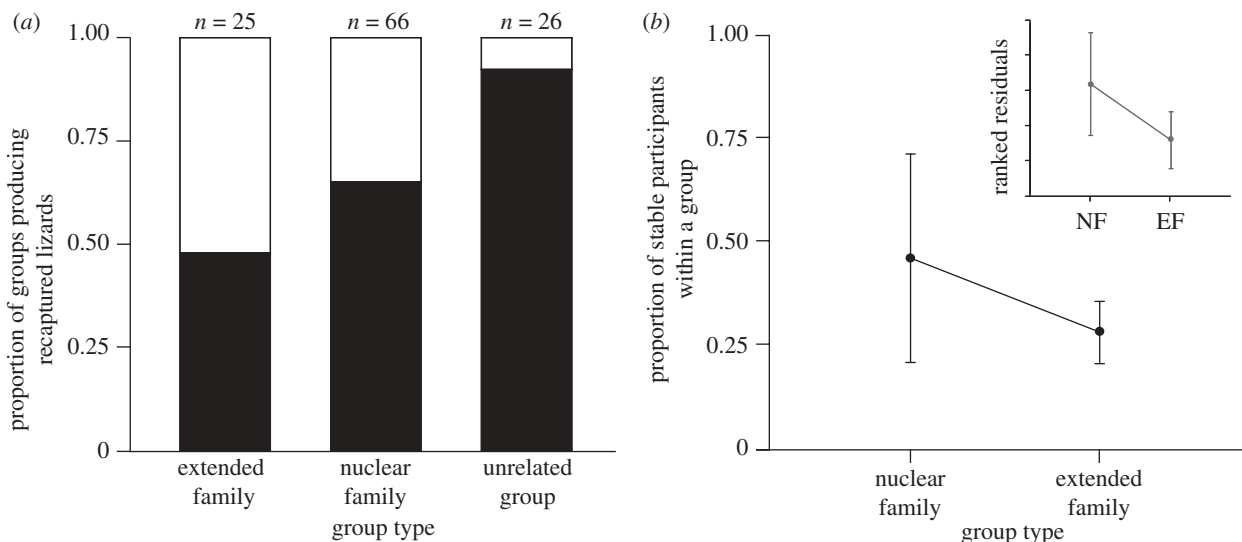 (a)
n = 25
n = 66
n = 26
1.00
0.75
0.50
0.25
0
proportion of groups producing
recaptured lizards
extended
family
nuclear
family
unrelated
group
group type
(b)
1.00
0.75
0.50
0.25
0
proportion of stable participants
within a group
nuclear
family
extended
family
group type
ranked residuals
NF
EF